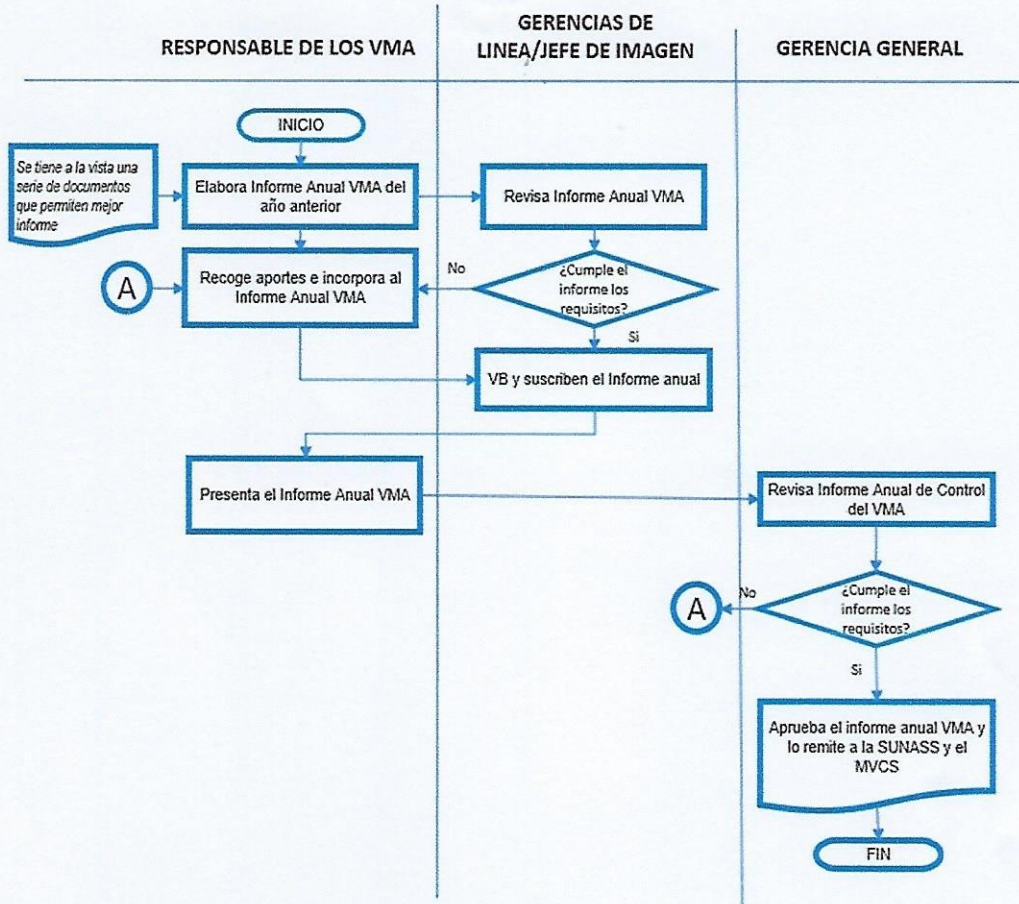 RESPONSABLE DE LOS VMA
GERENCIAS DE
LINEA/JEFE DE IMAGEN
GERENCIA GENERAL
INICIO
Se tiene a la vista una
serie de documentos
que permiten mejor
informe
Elabora Informe Anual VMA del
año anterior
Revisa Informe Anual VMA
A
Recoge aportes e incorpora al
Informe Anual VMA
No
¿Cumple el
informe los
requisitos?
Si
VB y suscriben el Informe anual
Presenta el Informe Anual VMA
Revisa Informe Anual de Control
del VMA
A
No
¿Cumple el
informe los
requisitos?
Si
Aprueba el informe anual VMA y
lo remite a la SUNASS y el
MVCS
FIN